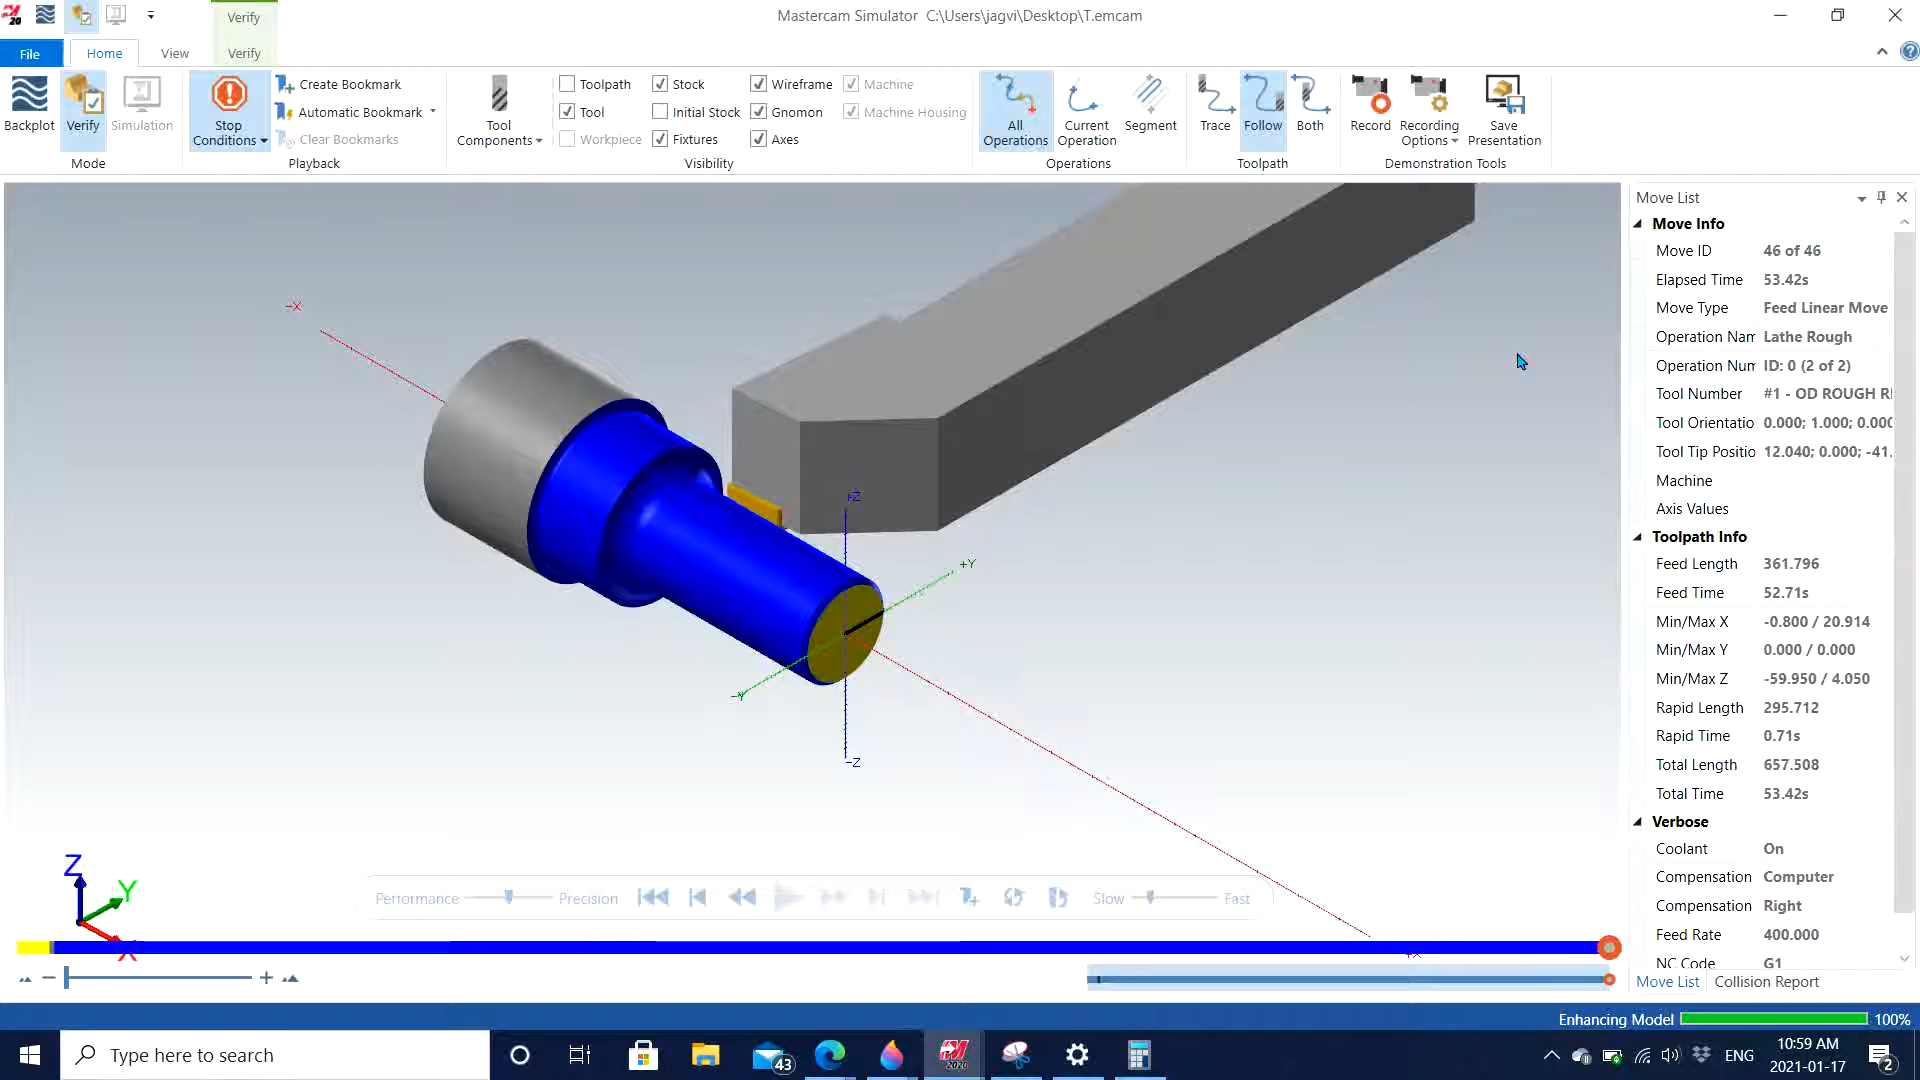 Verify
Mastercam Simulator  C:\Users\jagvi\Desktop\T.emcam
File
Home
View
Verify
Backplot
Verify
Simulation
Mode
Stop
Conditions
Create Bookmark
Automatic Bookmark
Clear Bookmarks
Playback
Tool
Components
Toolpath
Tool
Workpiece
Stock
Initial Stock
Fixtures
Wireframe
Gnomon
Axes
Machine
Machine Housing
Visibility
All
Operations
Current
Operation
Segment
Operations
Trace
Follow
Both
Toolpath
Record
Recording
Options
Save
Presentation
Demonstration Tools
Move List
Move Info
Move ID 46 of 46
Elapsed Time 53.42s
Move Type Feed Linear Move
Operation Nam Lathe Rough
Operation Num ID: 0 (2 of 2)
Tool Number #1 - OD ROUGH RI
Tool Orientatio 0.000; 1.000; 0.000
Tool Tip Positio 12.040; 0.000; -41.
Machine
Axis Values
Toolpath Info
Feed Length 361.796
Feed Time 52.71s
Min/Max X -0.800 / 20.914
Min/Max Y 0.000 / 0.000
Min/Max Z -59.950 / 4.050
Rapid Length 295.712
Rapid Time 0.71s
Total Length 657.508
Total Time 53.42s
Verbose
Coolant On
Compensation Computer
Compensation Right
Feed Rate 400.000
NC Code G1
Move List
Collision Report
-X
+Z
+Y
-Y
-Z
+X
Z
Y
X
Performance
Precision
Slow
Fast
Enhancing Model
100%
Type here to search
43
2020
ENG
10:59 AM
2021-01-17
2